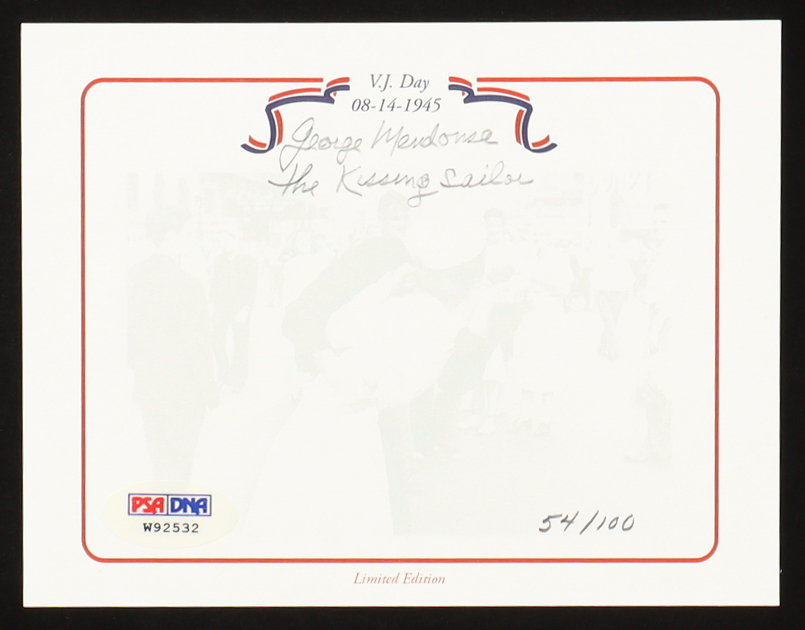 V.J. Day
08-14-1945
George Mendonsa
The Kissing Sailor
PSA DNA
W92532
54/100
Limited Edition